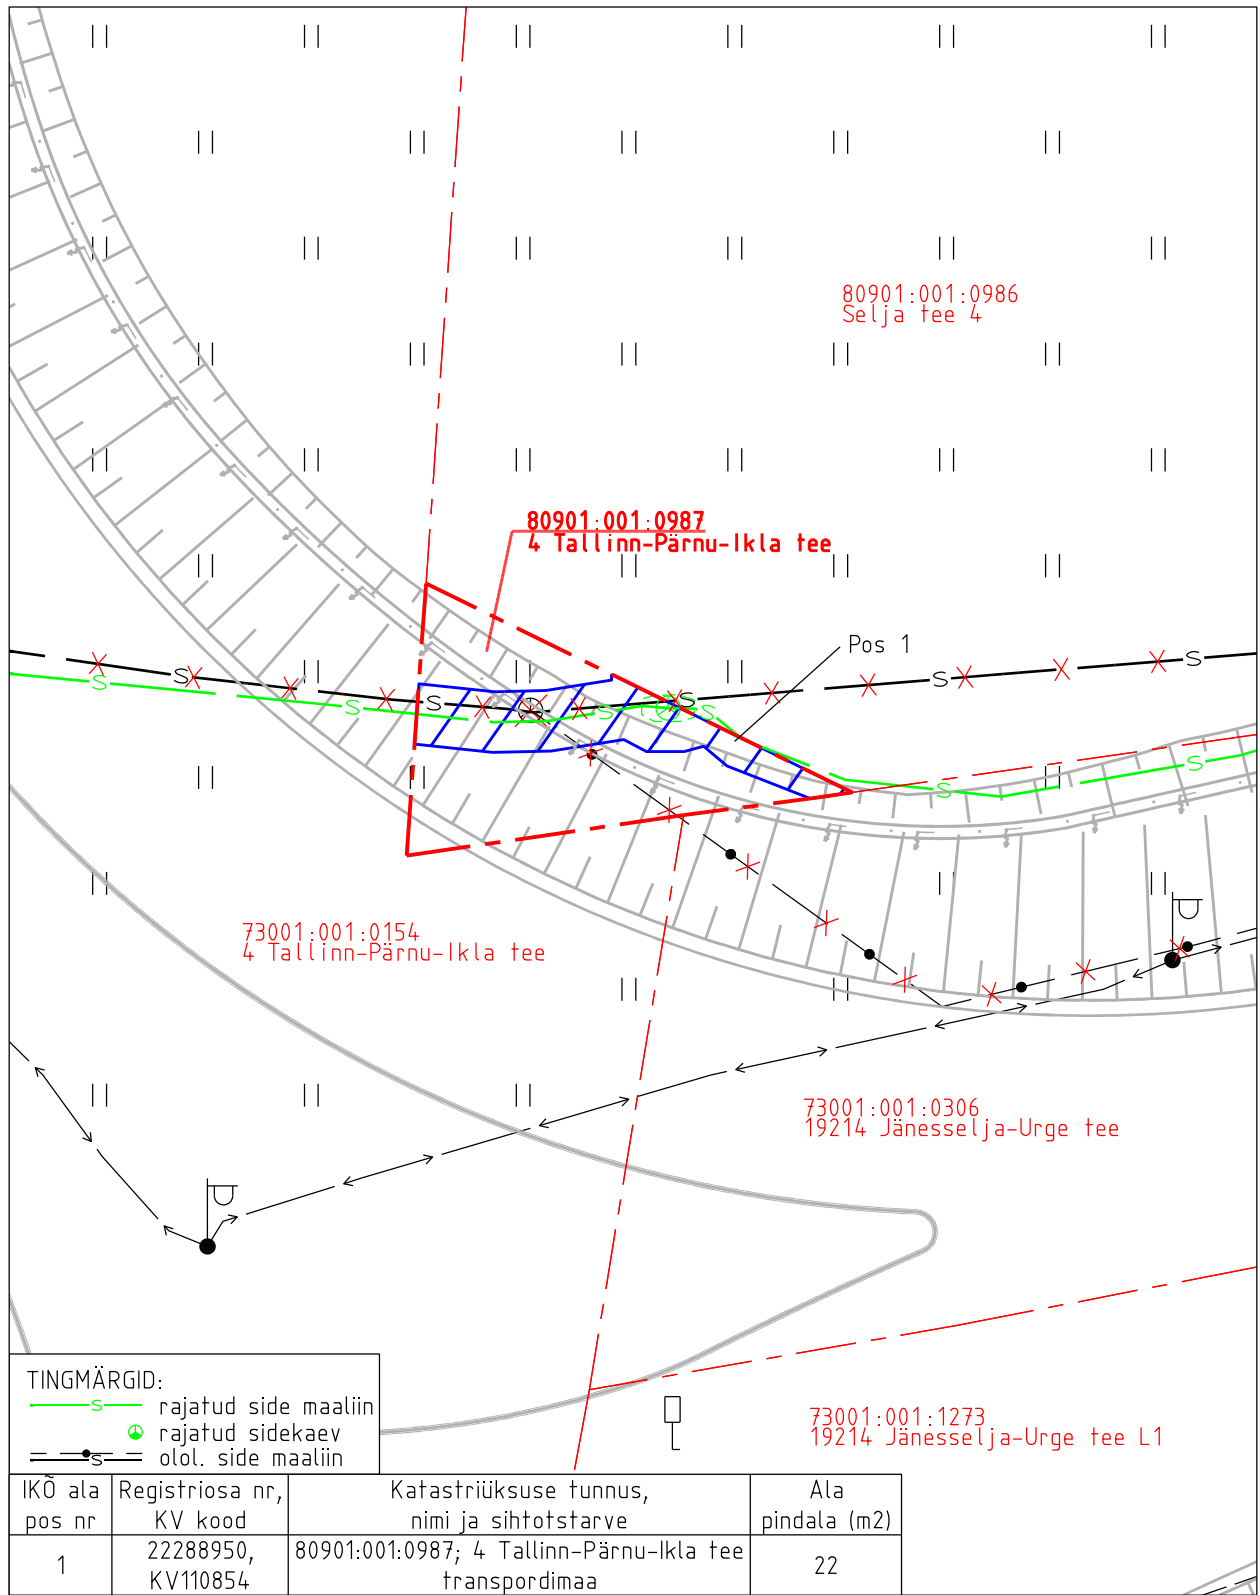 80901:001:0986
Selja tee 4
80901:001:0987
4 Tallinn-Pärnu-Ikla tee
Pos 1
S
S
S
S
S
S
S
S
S
S
S
73001:001:0154
4 Tallinn-Pärnu-Ikla tee
73001:001:0306
19214 Jänesselja-Urge tee
73001:001:1273
19214 Jänesselja-Urge tee L1
TINGMÄRGID:
S rajatud side maaliin
rajatud sidekaev
S olol. side maaliin
IKÕ ala pos nr
Registriosa nr, KV kood
Katastriüksuse tunnus, nimi ja sihtotstarve
Ala pindala (m2)
1
22288950, KV110854
80901:001:0987; 4 Tallinn-Pärnu-Ikla tee transpordimaa
22